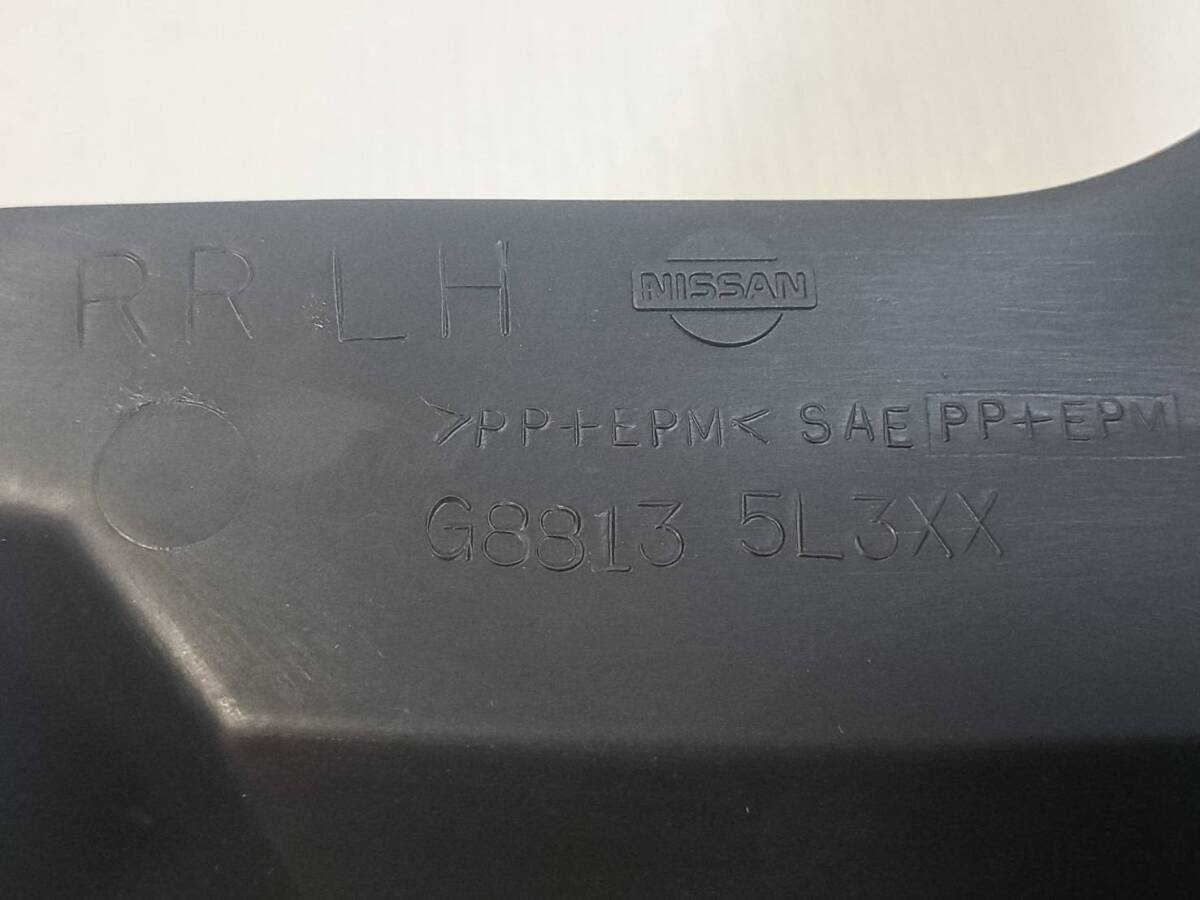 RR LH NISSAN
>PP+EPM< SAE PP+EPM
G8813 5L3XX